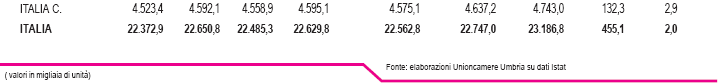 ITALIA C. 4.523,4 4.592,1 4.558,9 4.595,1 4.575,1 4.637,2 4.743,0 132,3 2,9
ITALIA 22.372,9 22.650,8 22.485,3 22.629,8 22.562,8 22.747,0 23.186,8 455,1 2,0
Fonte: elaborazioni Unioncamere Umbria su dati Istat
( valori in migliaia di unità)